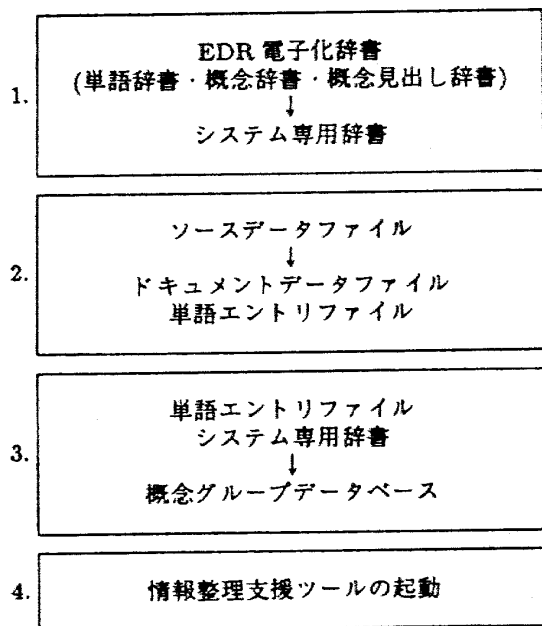 1.
EDR 電子化辞書
(単語辞書・概念辞書・概念見出し辞書)
↓
システム専用辞書
2.
ソースデータファイル
↓
ドキュメントデータファイル
単語エントリファイル
3.
単語エントリファイル
システム専用辞書
↓
概念グループデータベース
4.
情報整理支援ツールの起動